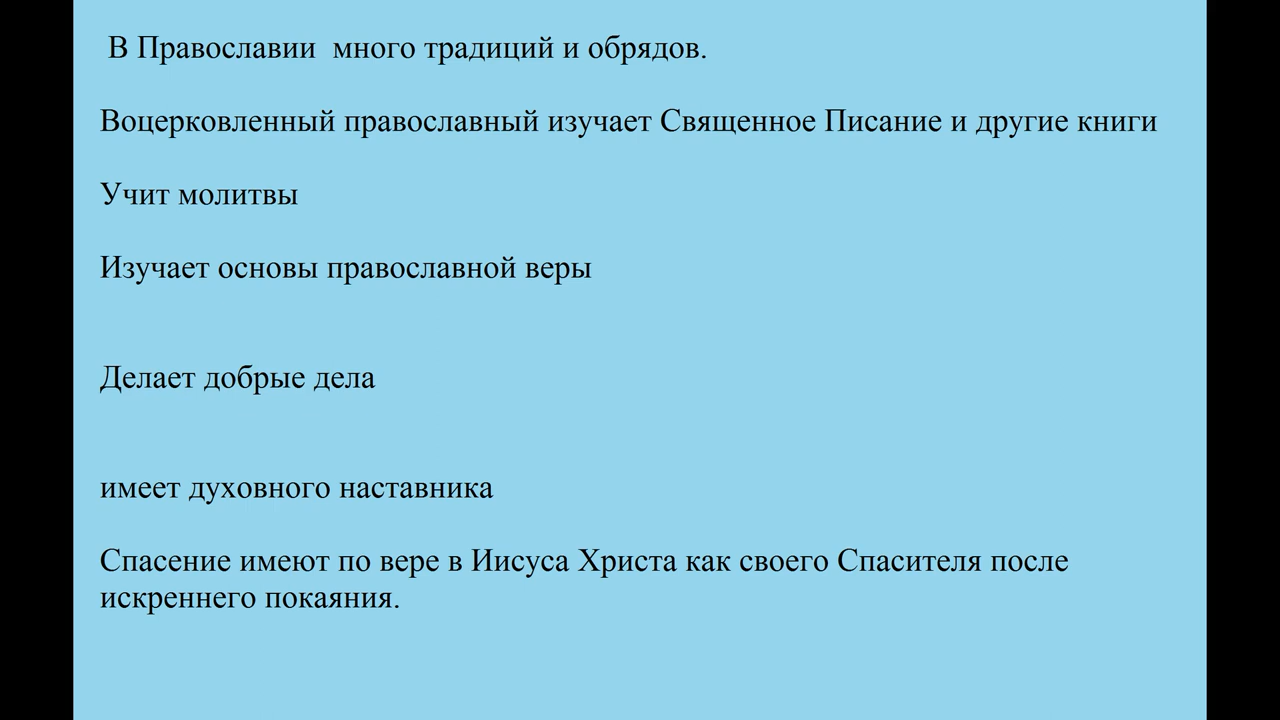 В Православии  много традиций и обрядов.
Воцерковленный православный изучает Священное Писание и другие книги
Учит молитвы
Изучает основы православной веры
Делает добрые дела
имеет духовного наставника
Спасение имеют по вере в Иисуса Христа как своего Спасителя после
искреннего покаяния.